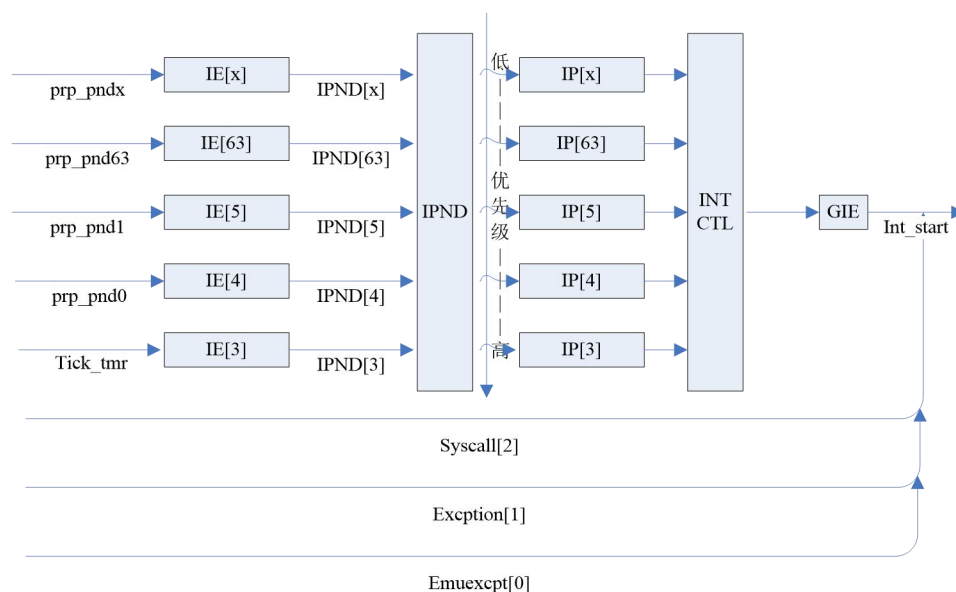 prp_pndx
IE[x]
IPND[x]
低
IP[x]
prp_pnd63
IE[63]
IPND[63]
IP[63]
优先级
prp_pnd1
IE[5]
IPND[5]
IPND
IP[5]
INT
CTL
GIE
Int_start
prp_pnd0
IE[4]
IPND[4]
IP[4]
Tick_tmr
IE[3]
IPND[3]
高
IP[3]
Syscall[2]
Excption[1]
Emuexcpt[0]